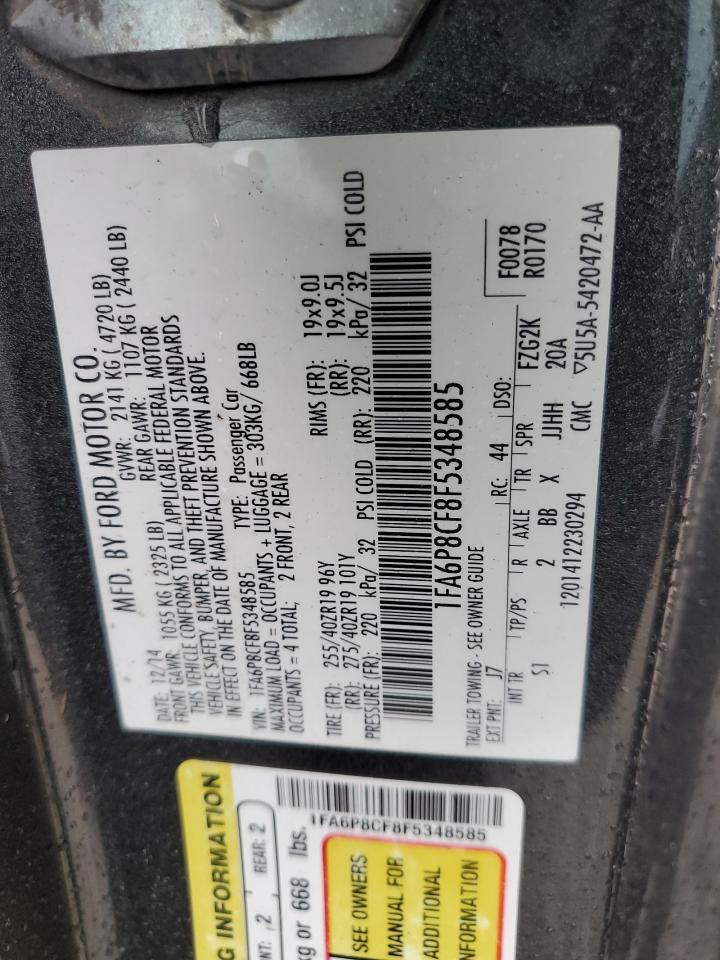 MFD. BY FORD MOTOR CO.
DATE: 12/14 GVWR: 2141 KG ( 4720 LB)
FRONT GAWR: 1055 KG ( 2325 LB) REAR GAWR: 1107 KG ( 2440 LB)
THIS VEHICLE CONFORMS TO ALL APPLICABLE FEDERAL MOTOR
VEHICLE SAFETY, BUMPER, AND THEFT PREVENTION STANDARDS
IN EFFECT ON THE DATE OF MANUFACTURE SHOWN ABOVE.
VIN: 1FA6P8CF8F5348585 TYPE: Passenger Car
MAXIMUM LOAD = OCCUPANTS + LUGGAGE = 303KG/ 668LB
OCCUPANTS = 4 TOTAL; 2 FRONT, 2 REAR
TIRE (FR): 255/40ZR19 96Y RIMS (FR): 19x9.0J
(RR): 275/40ZR19 101Y (RR): 19x9.5J
PRESSURE (FR): 220 kPa/ 32 PSI COLD (RR): 220 kPa/ 32 PSI COLD
1FA6P8CF8F5348585
TRAILER TOWING - SEE OWNER GUIDE
EXT PNT: J7 RC: 44 DSO: F0078
R0170
INT TR TP/PS R AXLE TR SPR FZG2K
S1 2 BB X JJHH 20A
1201412230294 CMC ▽5U5A-5420472-AA
G INFORMATION
NT: 2 REAR: 2
kg or 668 lbs.
1FA6P8CF8F5348585
SEE OWNERS
MANUAL FOR
ADDITIONAL
NFORMATION